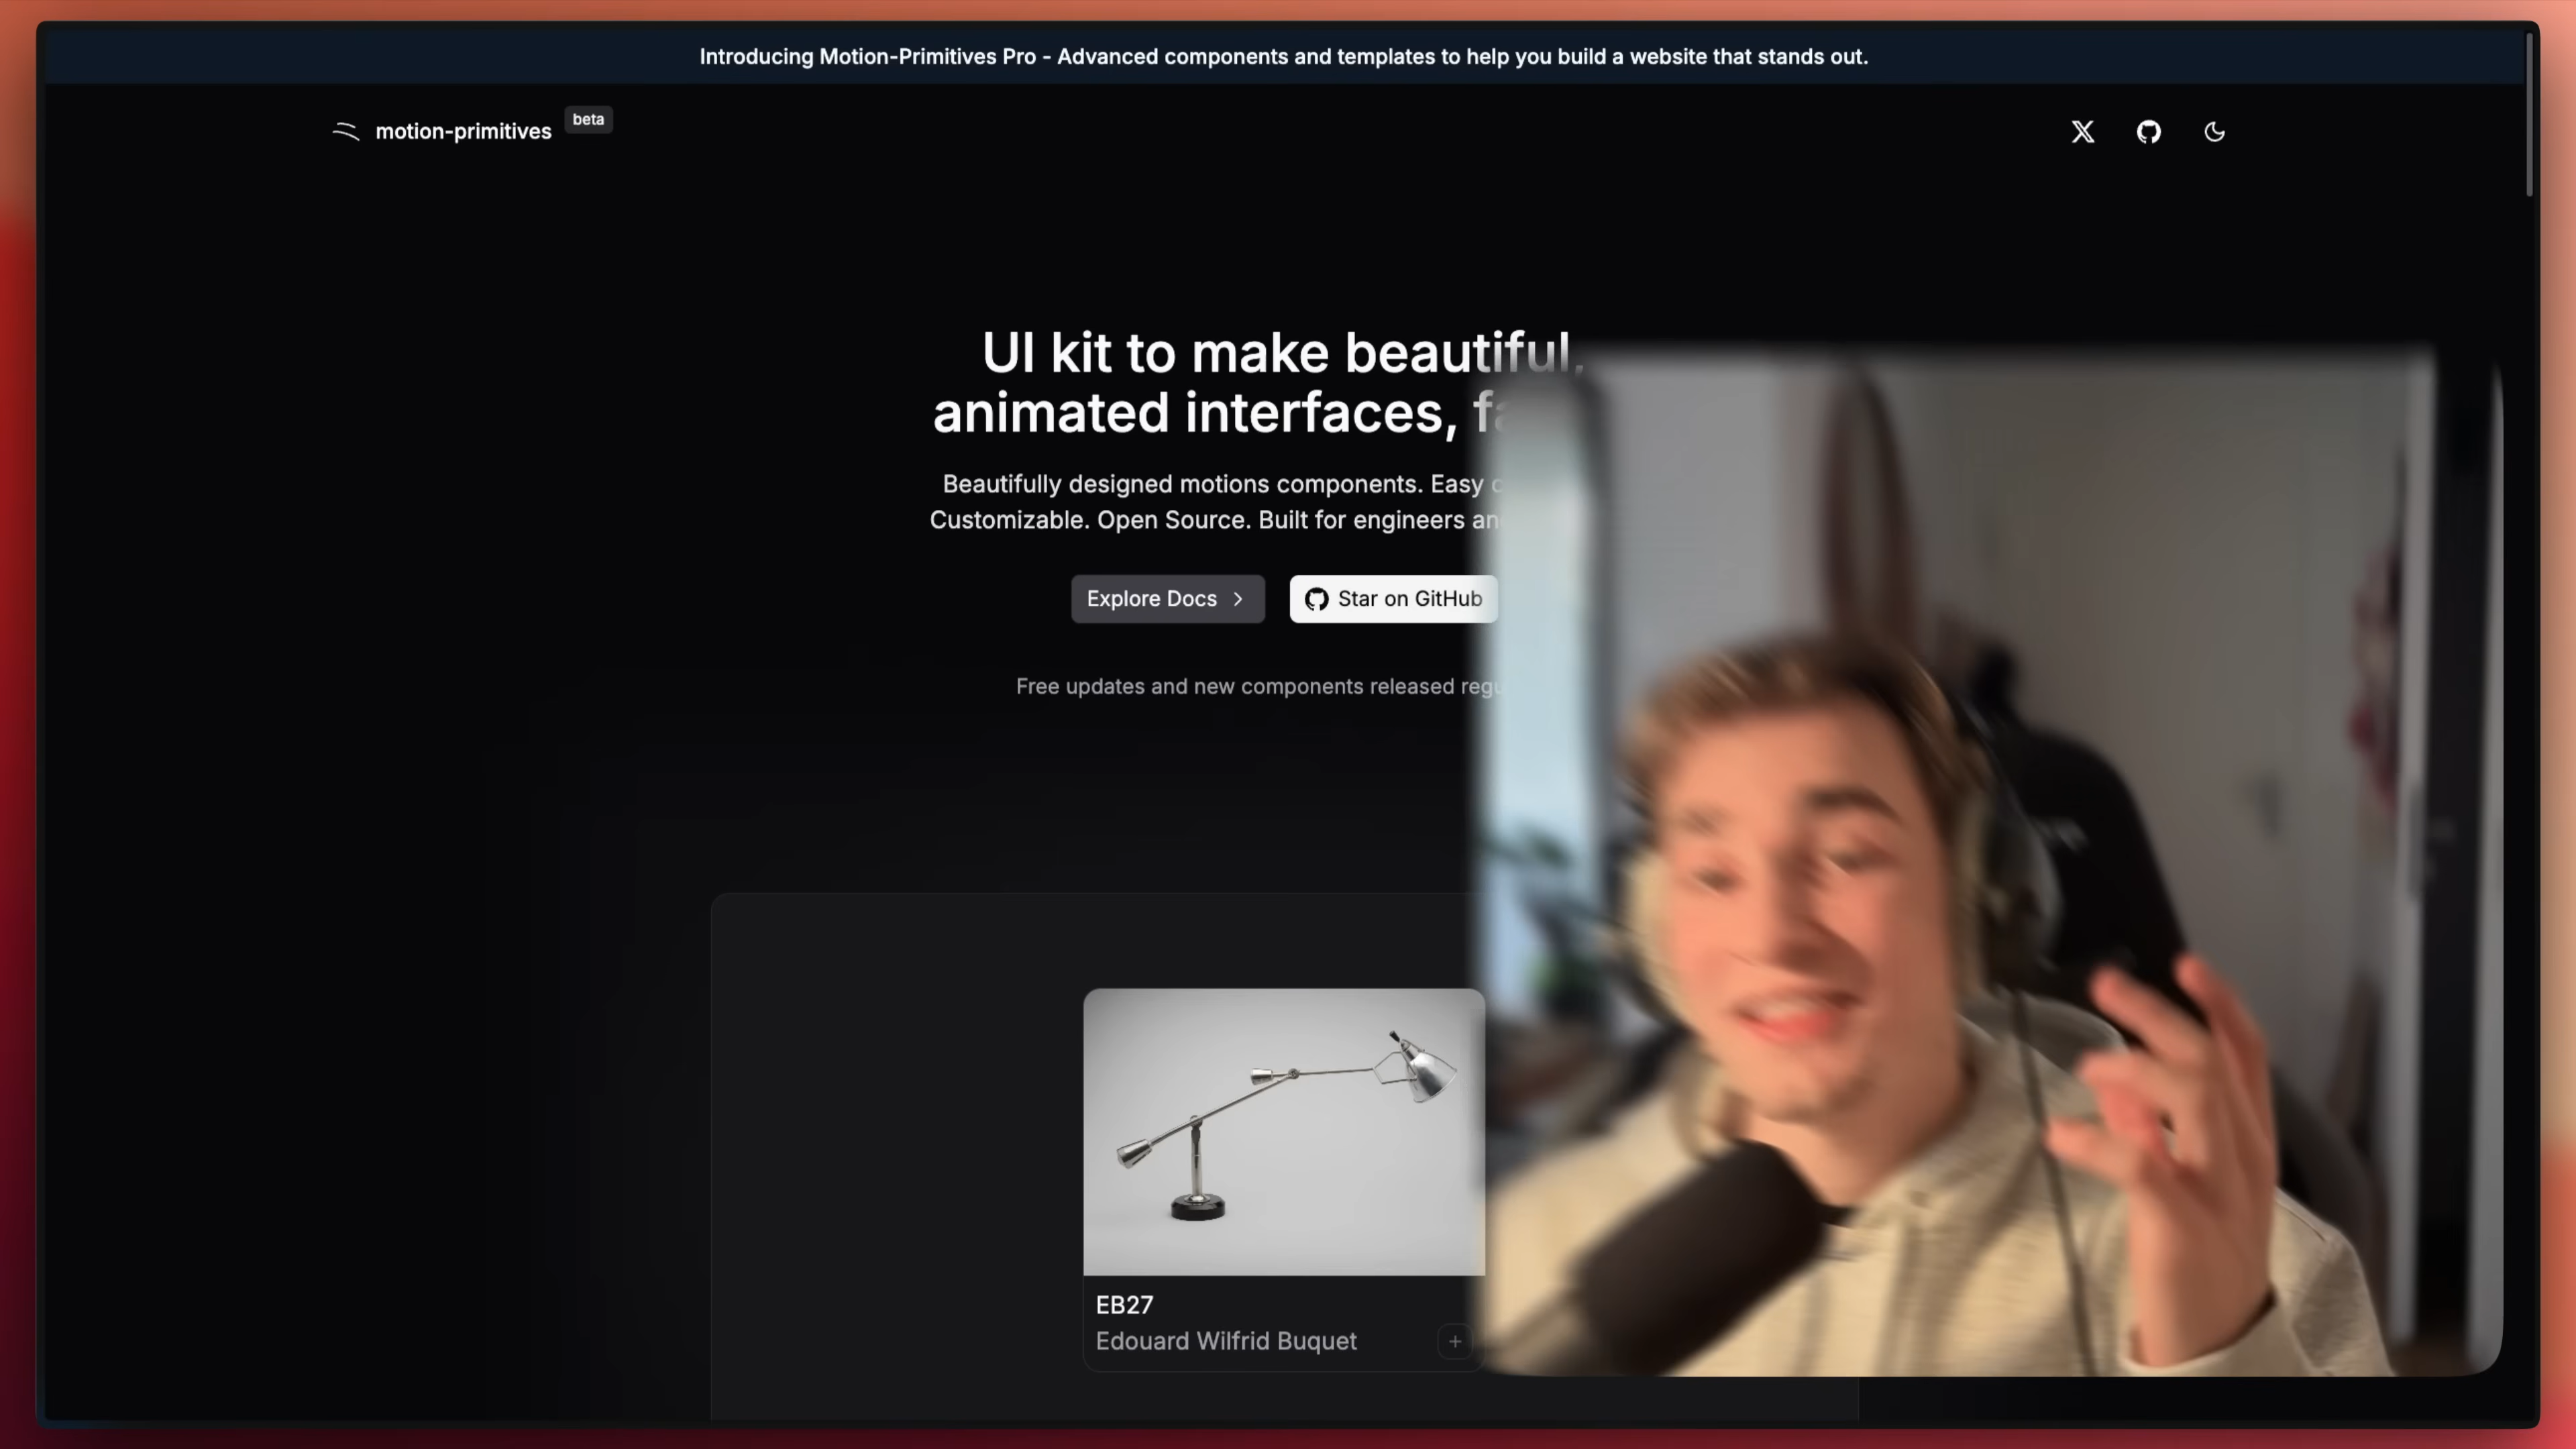 Introducing Motion-Primitives Pro - Advanced components and templates to help you build a website that stands out.
motion-primitives beta
UI kit to make beautiful,
animated interfaces,
Beautifully designed motions components. Easy
Customizable. Open Source. Built for engineers
Explore Docs
Star on GitHub
Free updates and new components released
EB27
Edouard Wilfrid Buquet